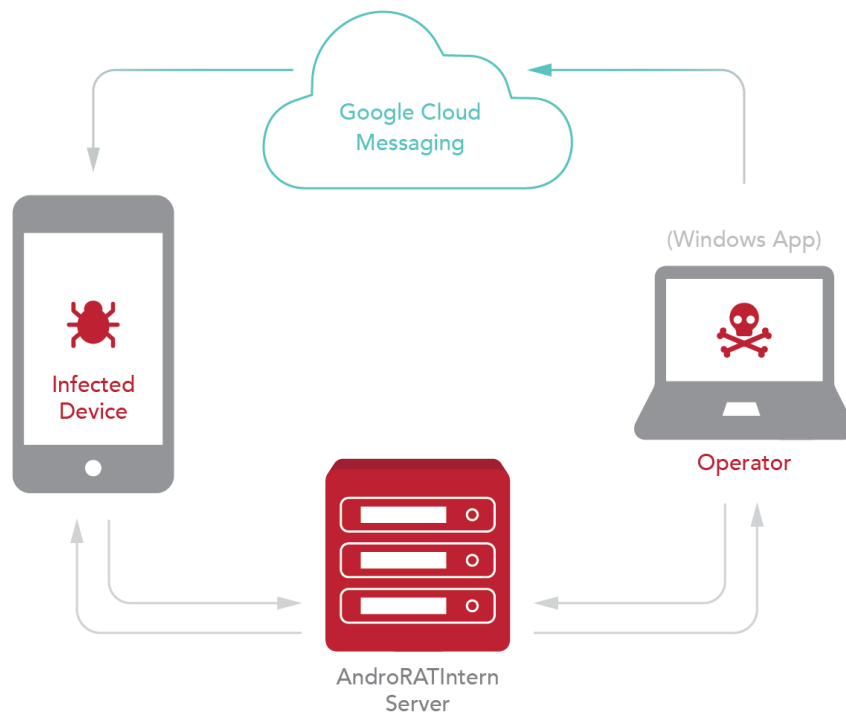 Google Cloud
Messaging
(Windows App)
Infected
Device
Operator
AndroRATIntern
Server